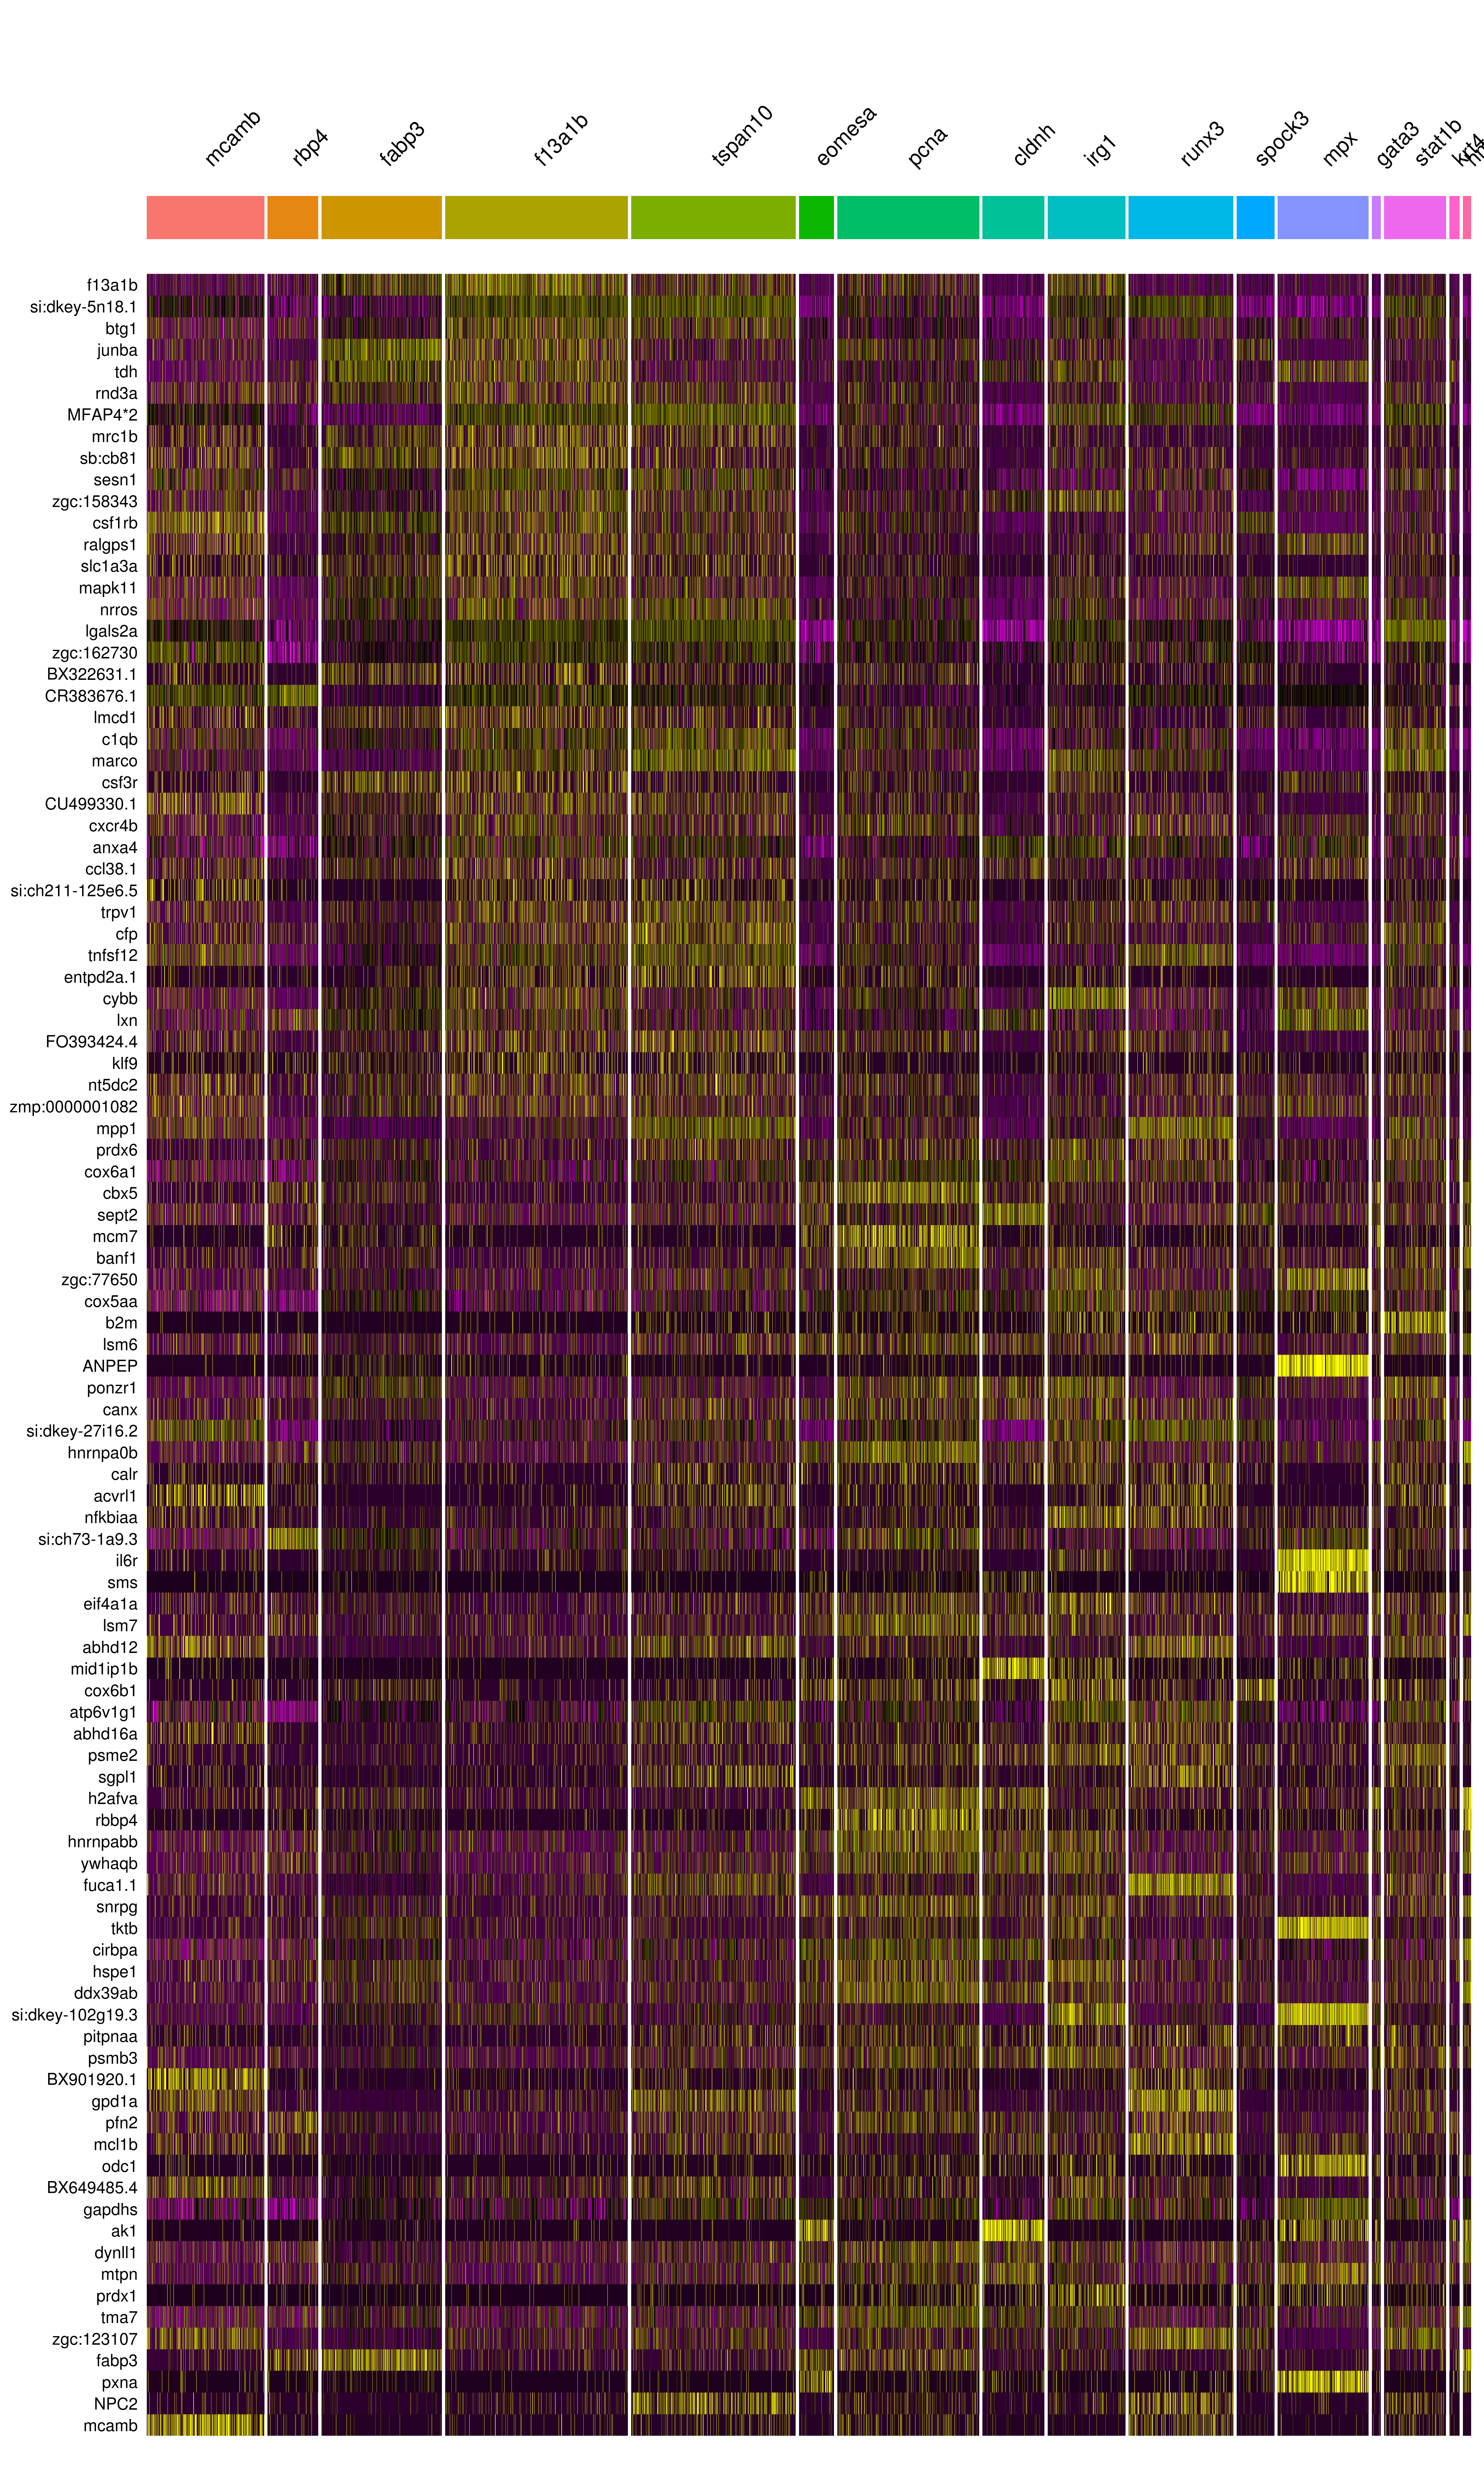 mcamb
rbp4
fabp3
f13a1b
tspan10
eomesa
pcna
cldnh
irg1
runx3
spock3
mpx
gata3
stat1b
krt4
f13a1b
si:dkey-5n18.1
btg1
junba
tdh
rnd3a
MFAP4*2
mrc1b
sb:cb81
sesn1
zgc:158343
csf1rb
ralgps1
slc1a3a
mapk11
nrros
lgals2a
zgc:162730
BX322631.1
CR383676.1
lmcd1
c1qb
marco
csf3r
CU499330.1
cxcr4b
anxa4
ccl38.1
si:ch211-125e6.5
trpv1
cfp
tnfsf12
entpd2a.1
cybb
lxn
FO393424.4
klf9
nt5dc2
zmp:0000001082
mpp1
prdx6
cox6a1
cbx5
sept2
mcm7
banf1
zgc:77650
cox5aa
b2m
lsm6
ANPEP
ponzr1
canx
si:dkey-27i16.2
hnrnpa0b
calr
acvrl1
nfkbiaa
si:ch73-1a9.3
il6r
sms
eif4a1a
lsm7
abhd12
mid1ip1b
cox6b1
atp6v1g1
abhd16a
psme2
sgpl1
h2afva
rbbp4
hnrnpabb
ywhaqb
fuca1.1
snrpg
tktb
cirbpa
hspe1
ddx39ab
si:dkey-102g19.3
pitpnaa
psmb3
BX901920.1
gpd1a
pfn2
mcl1b
odc1
BX649485.4
gapdhs
ak1
dynll1
mtpn
prdx1
tma7
zgc:123107
fabp3
pxna
NPC2
mcamb